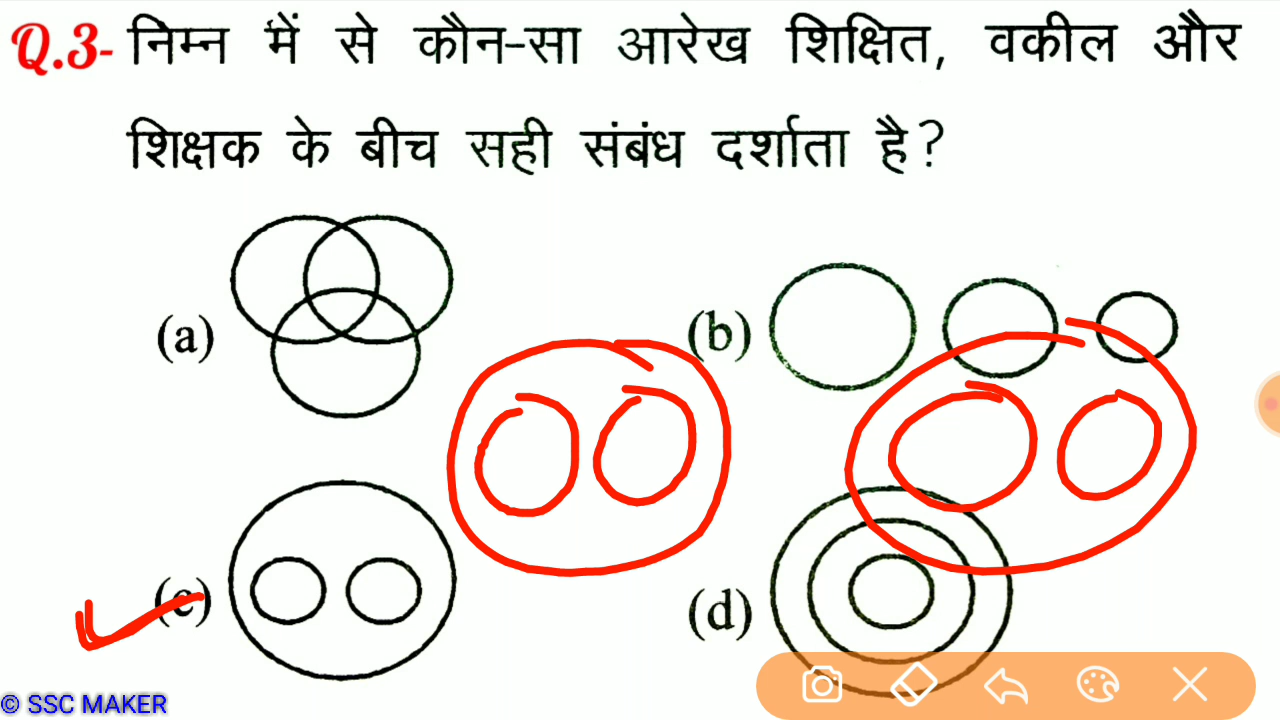 Q.3- निम्न में से कौन-सा आरेख शिक्षित, वकील और
शिक्षक के बीच सही संबंध दर्शाता है?
(a)
(b)
(c)
(d)
© SSC MAKER